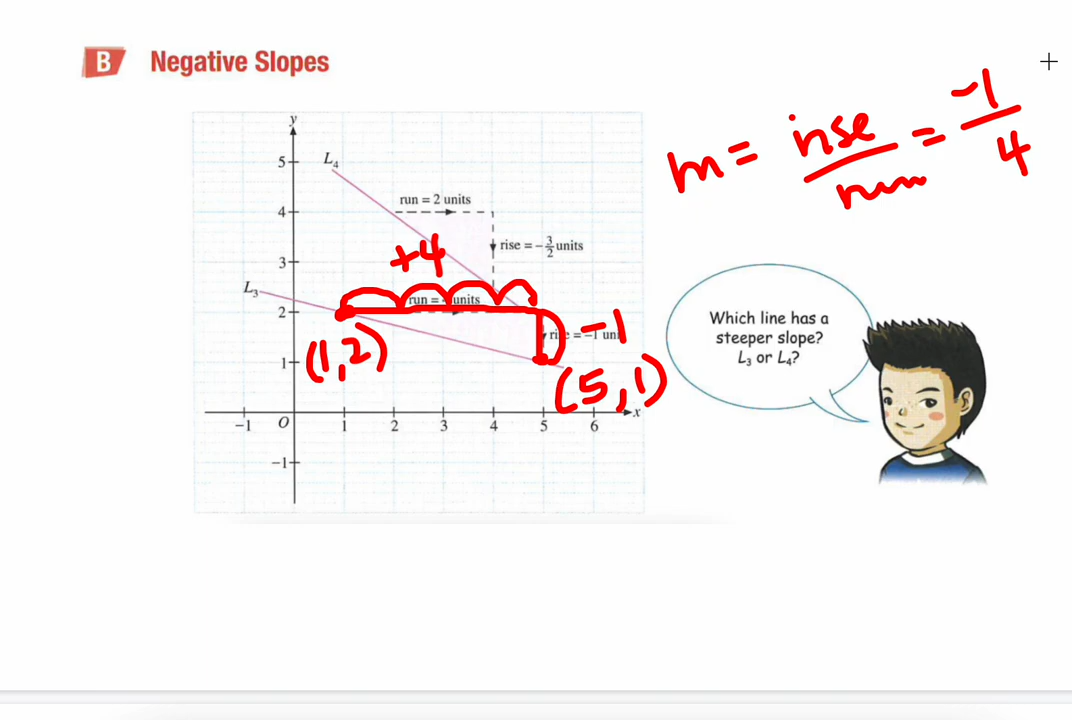 B Negative Slopes
y
5
L₄
4
run = 2 units
rise = −3/2 units
3
+4
L₃
run = units
2
(1,2)
−1
1
(5,1)
−1 O 1 2 3 4 5 6 x
−1
m = rise/run = −1/4
Which line has a
steeper slope?
L₃ or L₄?